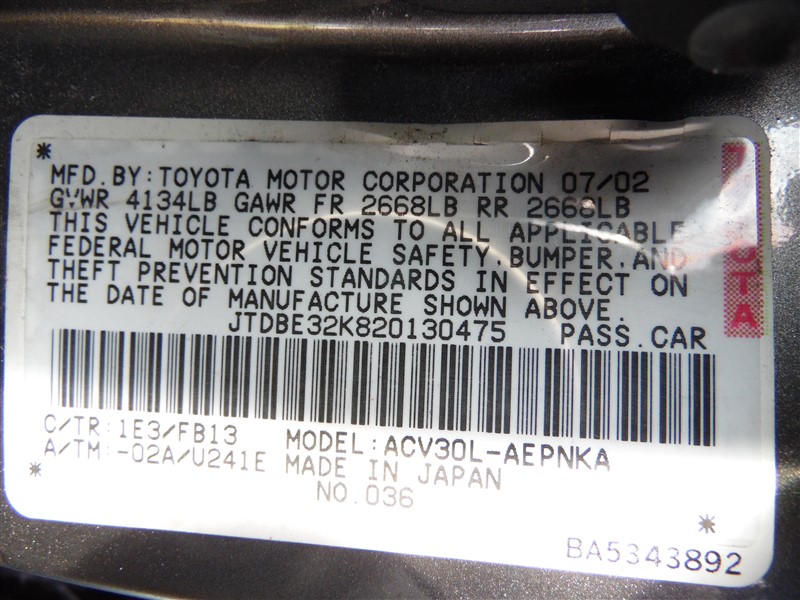 MFD. BY: TOYOTA MOTOR CORPORATION 07/02
GVWR 4134LB GAWR FR 2668LB RR 2668LB
THIS VEHICLE CONFORMS TO ALL APPLICABLE
FEDERAL MOTOR VEHICLE SAFETY, BUMPER, AND
THEFT PREVENTION STANDARDS IN EFFECT ON
THE DATE OF MANUFACTURE SHOWN ABOVE.
JTDBE32K820130475 PASS. CAR
C/TR: 1E3/FB13 MODEL: ACV30L-AEPNKA
A/TM: -02A/U241E MADE IN JAPAN
NO. 036
BA5343892